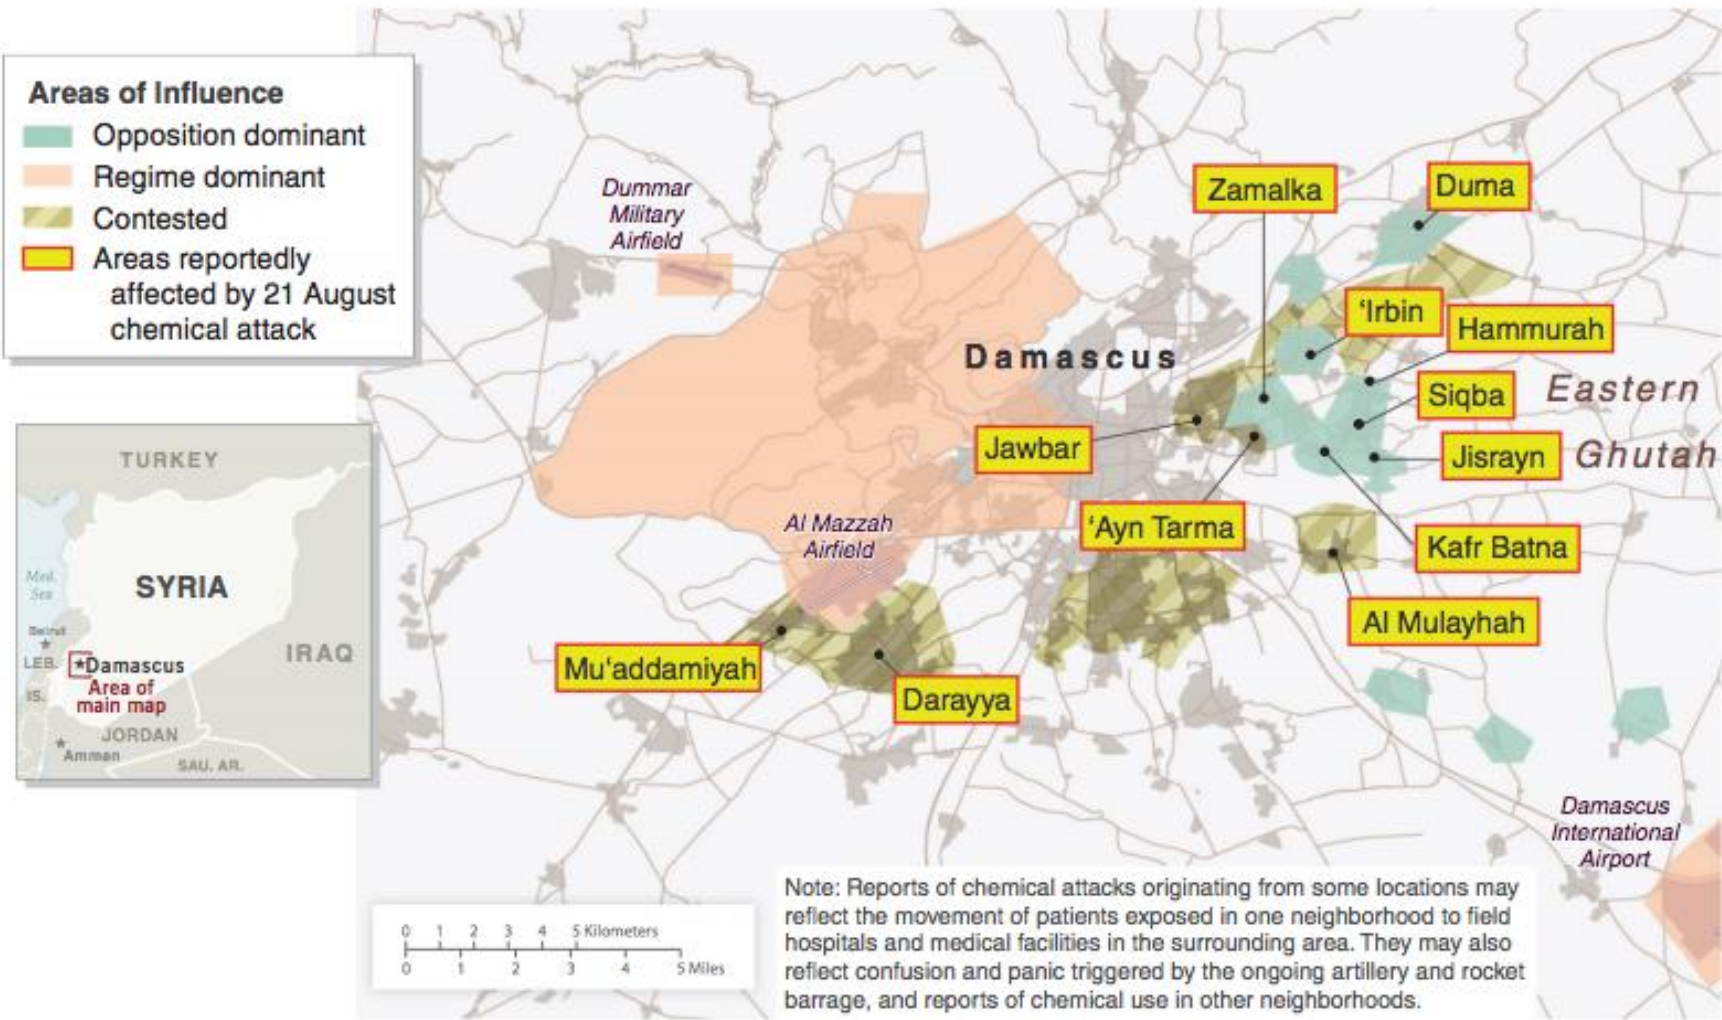 Areas of Influence
Opposition dominant
Regime dominant
Contested
Areas reportedly
affected by 21 August
chemical attack
Dummar
Military
Airfield
Zamalka
Duma
‘Irbin
Hammurah
Damascus
Siqba
Eastern
Jawbar
Jisrayn
Ghutah
‘Ayn Tarma
Kafr Batna
Al Mazzah
Airfield
Al Mulayhah
Mu‘addamiyah
Darayya
Damascus
International
Airport
TURKEY
SYRIA
Med.
Sea
Beirut
IRAQ
LEB.
Damascus
Area of
main map
IS.
JORDAN
Amman
SAU. AR.
0 1 2 3 4 5 Kilometers
0 1 2 3 4 5 Miles
Note: Reports of chemical attacks originating from some locations may
reflect the movement of patients exposed in one neighborhood to field
hospitals and medical facilities in the surrounding area. They may also
reflect confusion and panic triggered by the ongoing artillery and rocket
barrage, and reports of chemical use in other neighborhoods.